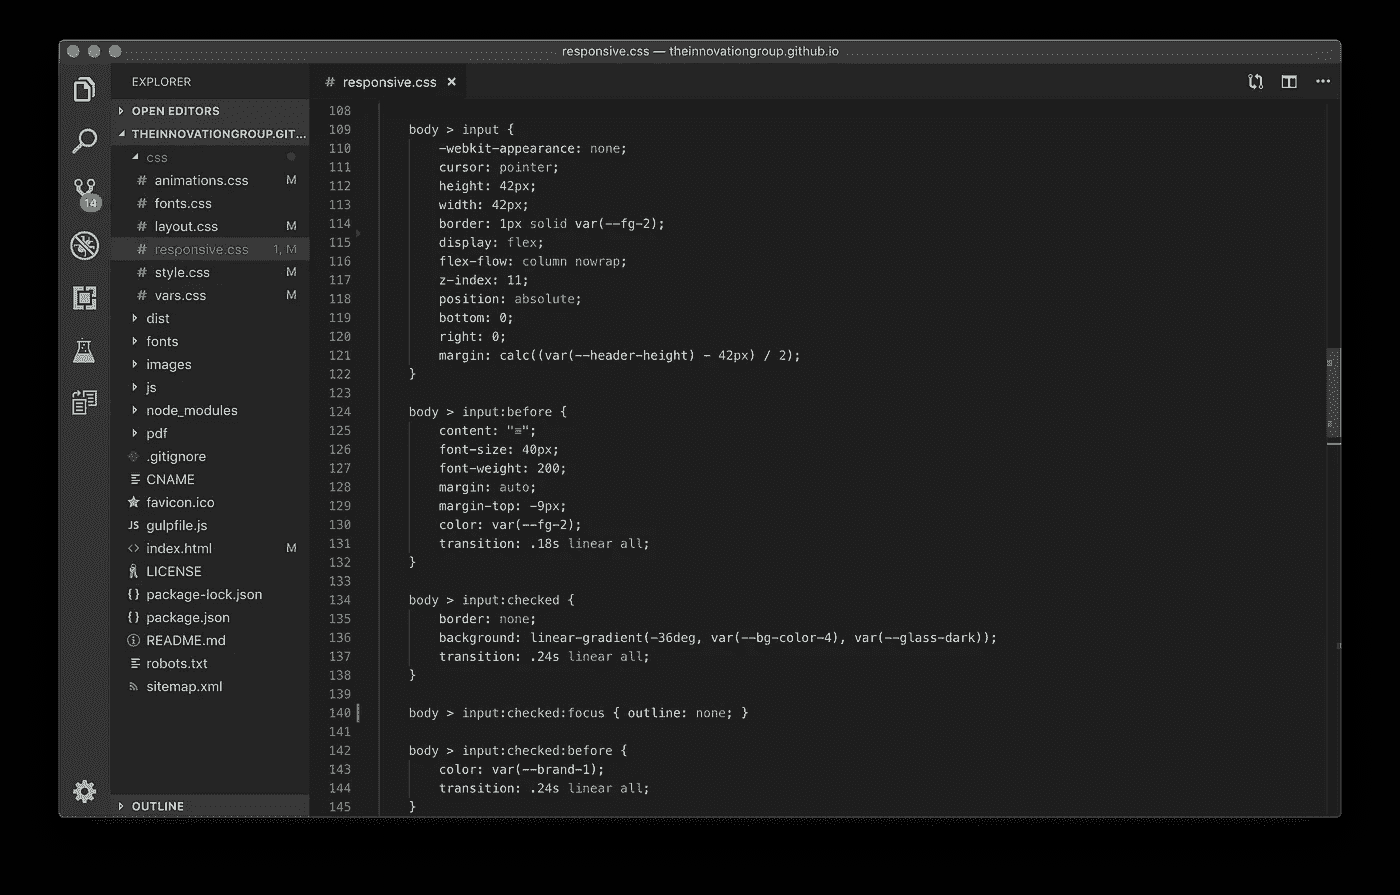 responsive.css — theinnovationgroup.github.io
EXPLORER
OPEN EDITORS
THEINNOVATIONGROUP.GIT...
css
# animations.css M
# fonts.css
# layout.css M
# responsive.css 1, M
# style.css M
# vars.css M
dist
fonts
images
js
node_modules
pdf
.gitignore
CNAME
favicon.ico
JS gulpfile.js
<> index.html M
LICENSE
{} package-lock.json
{} package.json
README.md
robots.txt
sitemap.xml
OUTLINE
14
# responsive.css ×
108
109 body > input {
110 -webkit-appearance: none;
111 cursor: pointer;
112 height: 42px;
113 width: 42px;
114 border: 1px solid var(--fg-2);
115 display: flex;
116 flex-flow: column nowrap;
117 z-index: 11;
118 position: absolute;
119 bottom: 0;
120 right: 0;
121 margin: calc((var(--header-height) - 42px) / 2);
122 }
123
124 body > input:before {
125 content: "≡";
126 font-size: 40px;
127 font-weight: 200;
128 margin: auto;
129 margin-top: -9px;
130 color: var(--fg-2);
131 transition: .18s linear all;
132 }
133
134 body > input:checked {
135 border: none;
136 background: linear-gradient(-36deg, var(--bg-color-4), var(--glass-dark));
137 transition: .24s linear all;
138 }
139
140 body > input:checked:focus { outline: none; }
141
142 body > input:checked:before {
143 color: var(--brand-1);
144 transition: .24s linear all;
145 }